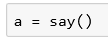 a = say()